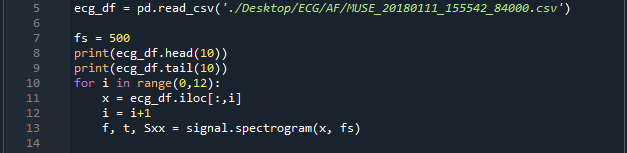 5 ecg_df = pd.read_csv('./Desktop/ECG/AF/MUSE_20180111_155542_84000.csv')
6
7 fs = 500
8 print(ecg_df.head(10))
9 print(ecg_df.tail(10))
10 for i in range(0,12):
11     x = ecg_df.iloc[:,i]
12     i = i+1
13     f, t, Sxx = signal.spectrogram(x, fs)
14